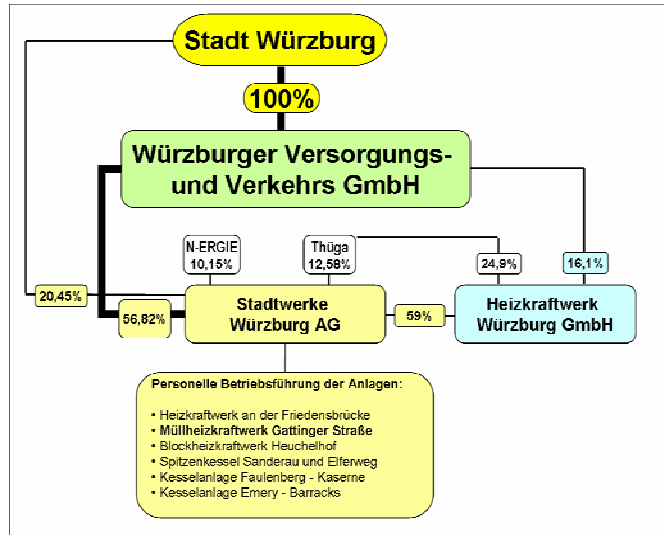 Stadt Würzburg
100%
Würzburger Versorgungs-
und Verkehrs GmbH
N-ERGIE
10,15%
Thüga
12,58%
24,9%
16,1%
20,45%
56,82%
Stadtwerke
Würzburg AG
59%
Heizkraftwerk
Würzburg GmbH
Personelle Betriebsführung der Anlagen:
• Heizkraftwerk an der Friedensbrücke
• Müllheizkraftwerk Gattinger Straße
• Blockheizkraftwerk Heuchelhof
• Spitzenkessel Sanderau und Elferweg
• Kesselanlage Faulenberg - Kaserne
• Kesselanlage Emery - Barracks